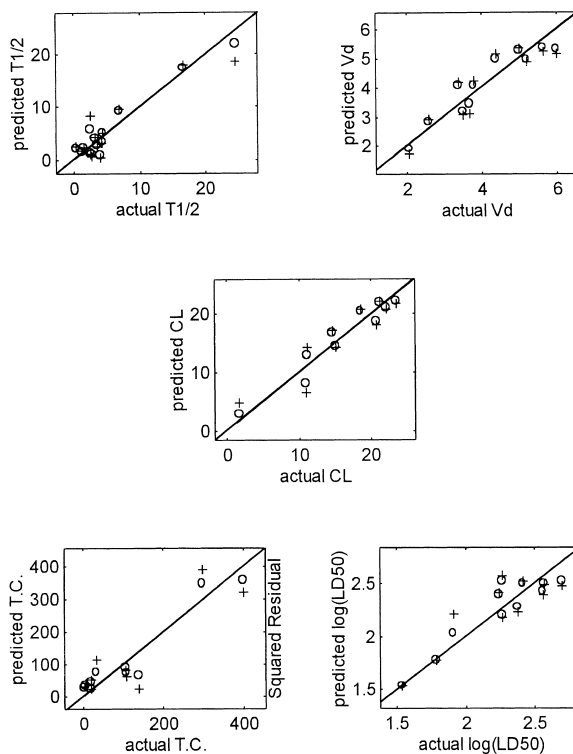 predicted T1/2
20
10
0
0 10 20
actual T1/2
predicted Vd
6
5
4
3
2
2 3 4 5 6
actual Vd
predicted CL
20
10
0
0 10 20
actual CL
predicted T.C.
400
300
200
100
0
0 200 400
actual T.C.
Squared Residual
predicted log(LD50)
2.5
2
1.5
1.5 2 2.5
actual log(LD50)